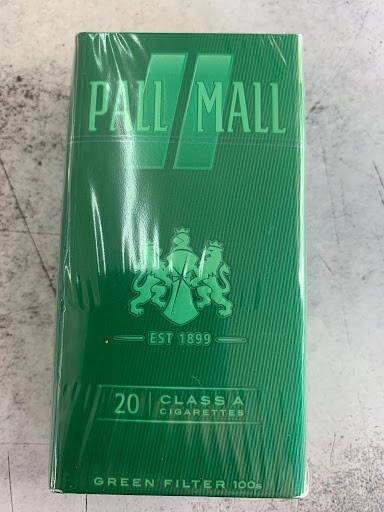 PALL MALL
EST 1899
20 CLASS A
CIGARETTES
GREEN FILTER 100s